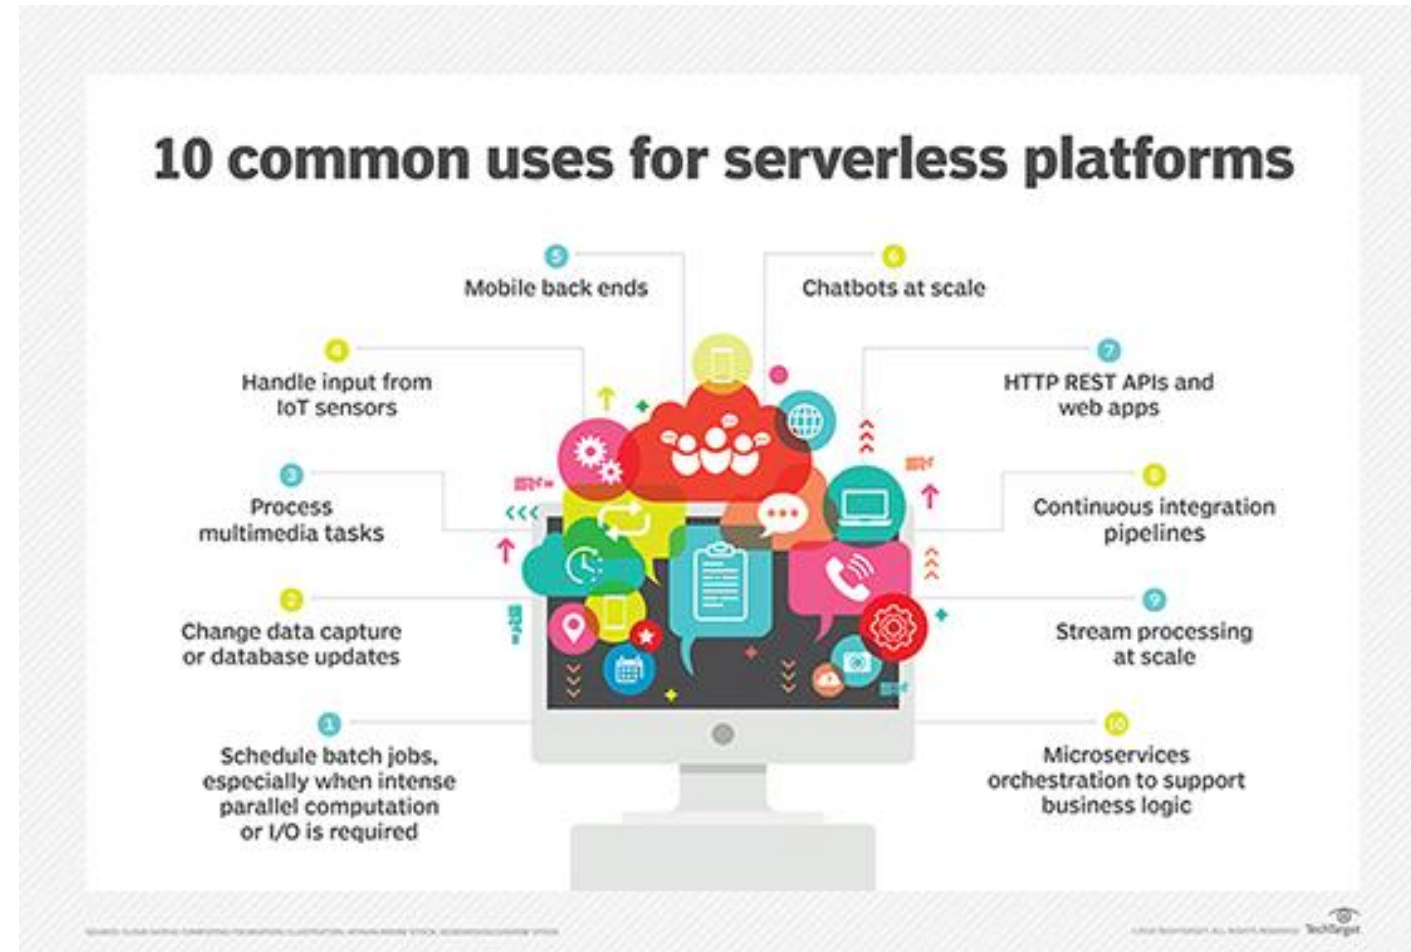 10 common uses for serverless platforms
5
Mobile back ends
6
Chatbots at scale
4
Handle input from
IoT sensors
7
HTTP REST APIs and
web apps
3
Process
multimedia tasks
8
Continuous integration
pipelines
2
Change data capture
or database updates
9
Stream processing
at scale
1
Schedule batch jobs,
especially when intense
parallel computation
or I/O is required
10
Microservices
orchestration to support
business logic
TechTarget